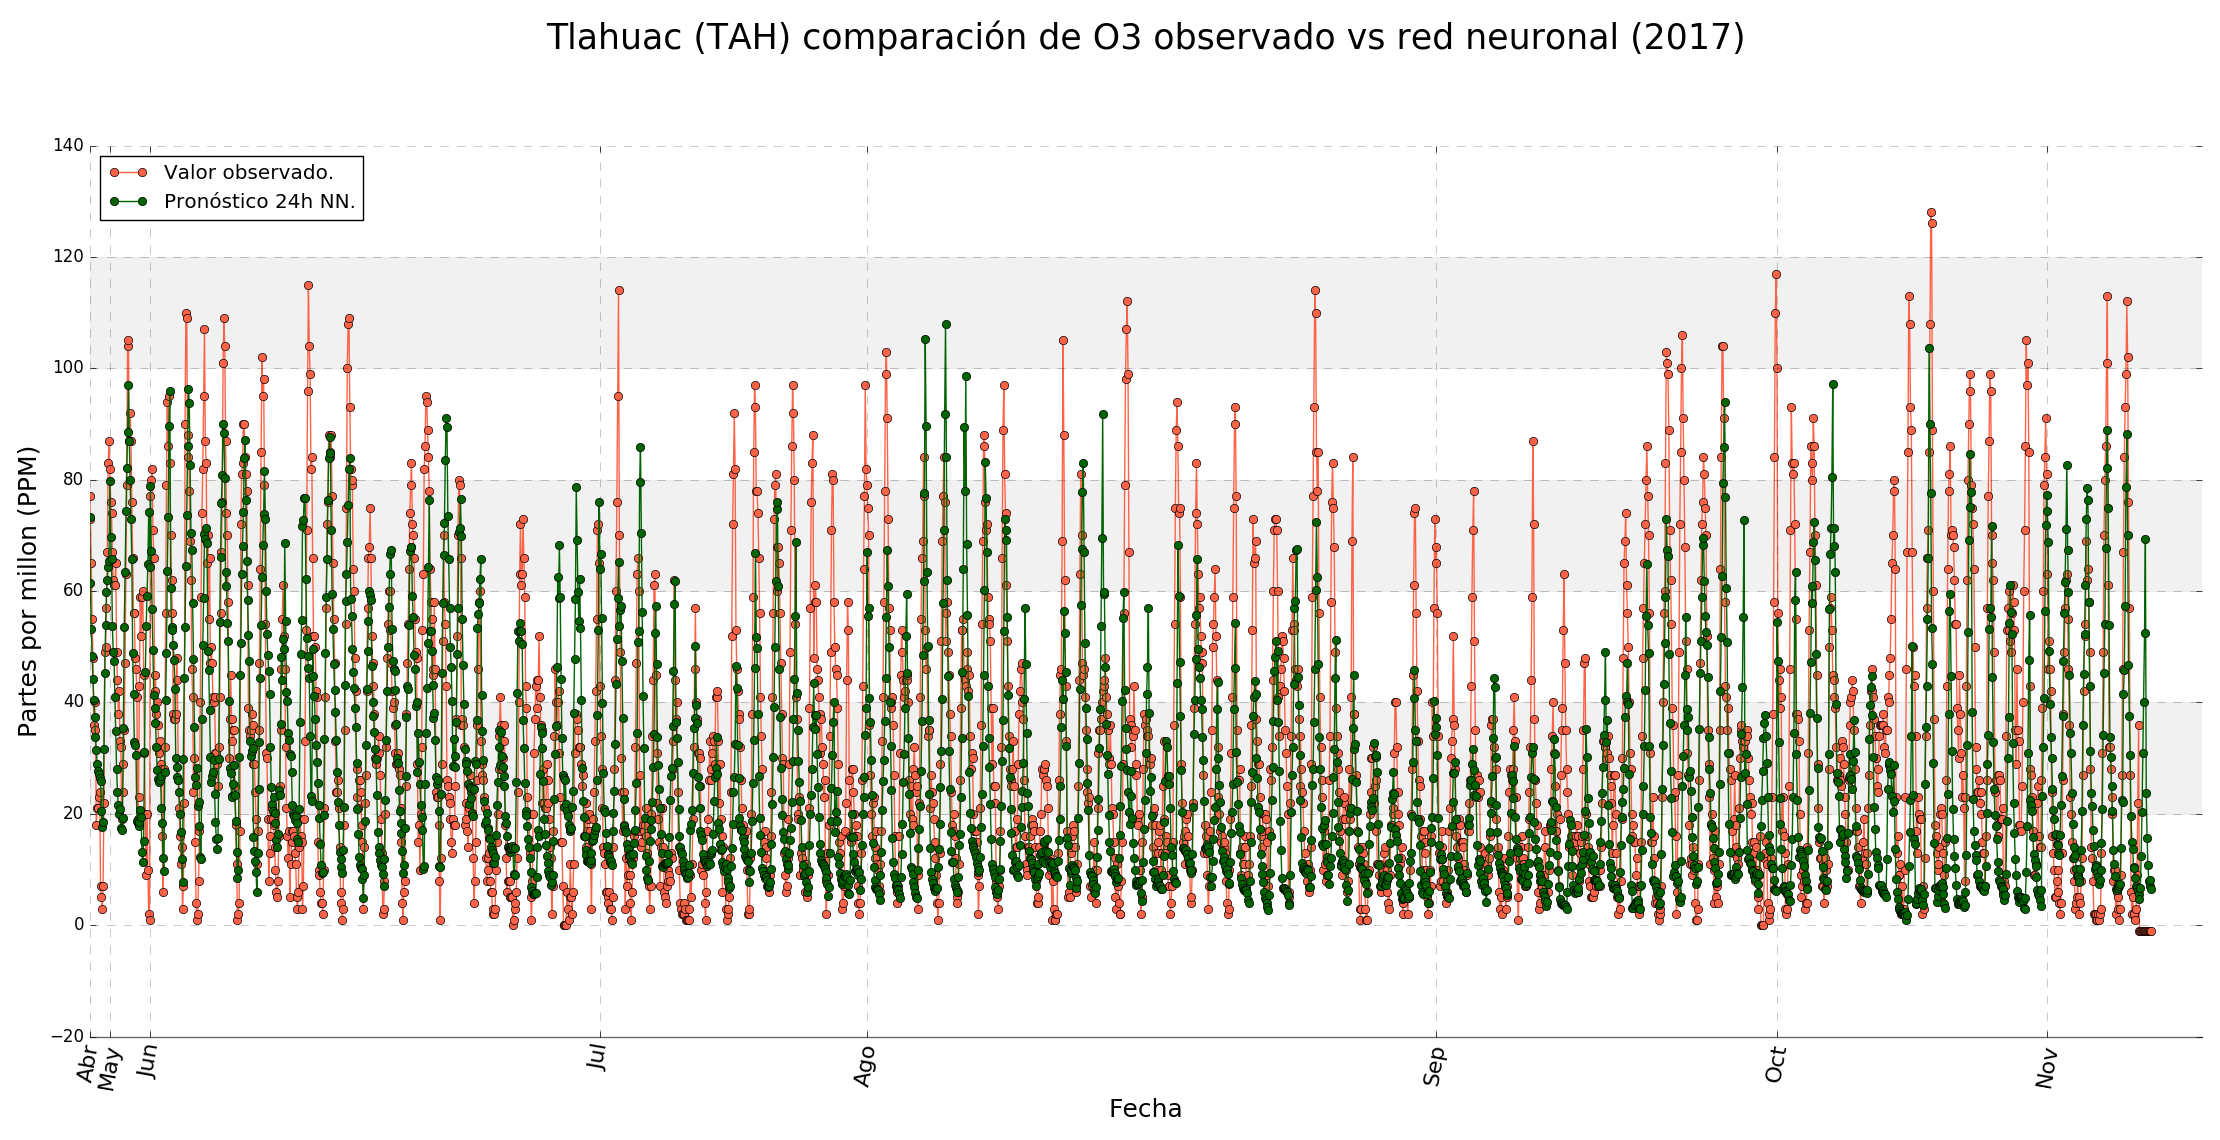 Tlahuac (TAH) comparación de O3 observado vs red neuronal (2017)
140
120
100
80
60
40
20
0
−20
Valor observado.
Pronóstico 24h NN.
Partes por millon (PPM)
Abr
May
Jun
Jul
Ago
Sep
Oct
Nov
Fecha